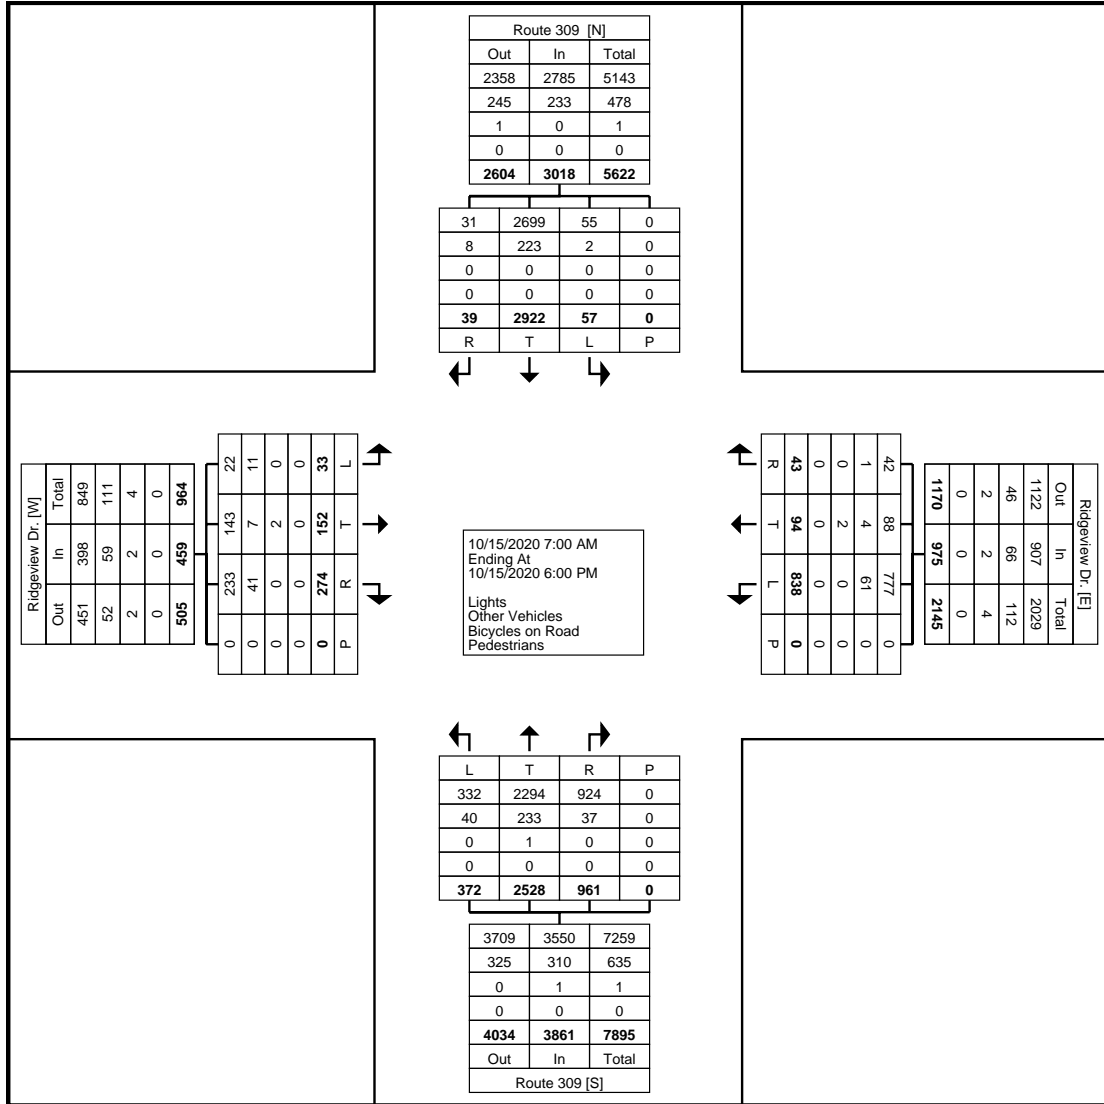 Route 309 [N]
Out In Total
2358 2785 5143
245 233 478
1 0 1
0 0 0
2604 3018 5622
31 2699 55 0
8 223 2 0
0 0 0 0
0 0 0 0
39 2922 57 0
R T L P
Ridgeview Dr. [W]
Total In Out
849 398 451
111 59 52
4 2 2
0 0 0
964 459 505
22 143 233 0
11 7 41 0
0 2 0 0
0 0 0 0
33 152 274 0
L T R P
10/15/2020 7:00 AM
Ending At
10/15/2020 6:00 PM
Lights
Other Vehicles
Bicycles on Road
Pedestrians
Ridgeview Dr. [E]
Out In Total
1122 907 2029
46 66 112
2 2 4
0 0 0
1170 975 2145
42 88 777 0
1 4 61 0
0 2 0 0
0 0 0 0
43 94 838 0
R T L P
L T R P
332 2294 924 0
40 233 37 0
0 1 0 0
0 0 0 0
372 2528 961 0
3709 3550 7259
325 310 635
0 1 1
0 0 0
4034 3861 7895
Out In Total
Route 309 [S]